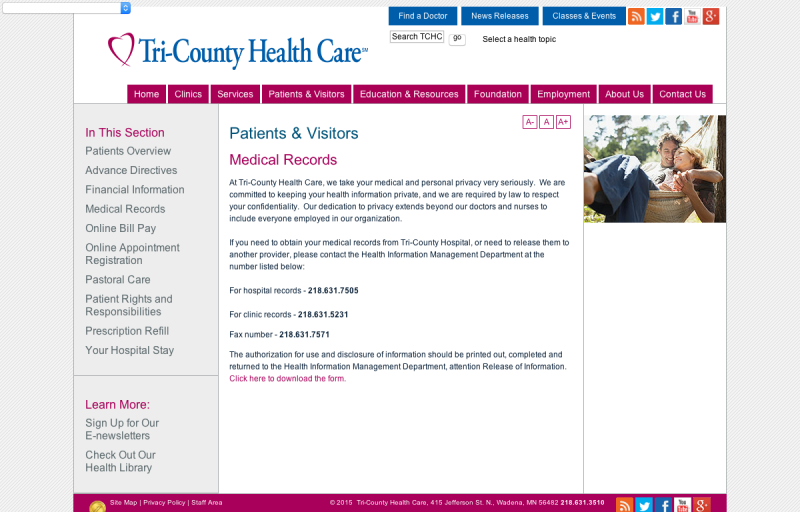 Find a Doctor
News Releases
Classes & Events
You Tube
g+
Search TCHC
go
Select a health topic
Tri-County Health Care SM
Home
Clinics
Services
Patients & Visitors
Education & Resources
Foundation
Employment
About Us
Contact Us
In This Section
Patients Overview
Advance Directives
Financial Information
Medical Records
Online Bill Pay
Online Appointment
Registration
Pastoral Care
Patient Rights and
Responsibilities
Prescription Refill
Your Hospital Stay
Learn More:
Sign Up for Our
E-newsletters
Check Out Our
Health Library
A-
A
A+
Patients & Visitors
Medical Records
At Tri-County Health Care, we take your medical and personal privacy very seriously. We are
committed to keeping your health information private, and we are required by law to respect
your confidentiality. Our dedication to privacy extends beyond our doctors and nurses to
include everyone employed in our organization.
If you need to obtain your medical records from Tri-County Hospital, or need to release them to
another provider, please contact the Health Information Management Department at the
number listed below:
For hospital records - 218.631.7505
For clinic records - 218.631.5231
Fax number - 218.631.7571
The authorization for use and disclosure of information should be printed out, completed and
returned to the Health Information Management Department, attention Release of Information.
Click here to download the form.
Site Map | Privacy Policy | Staff Area
© 2015 Tri-County Health Care, 415 Jefferson St. N., Wadena, MN 56482 218.631.3510
You Tube
g+